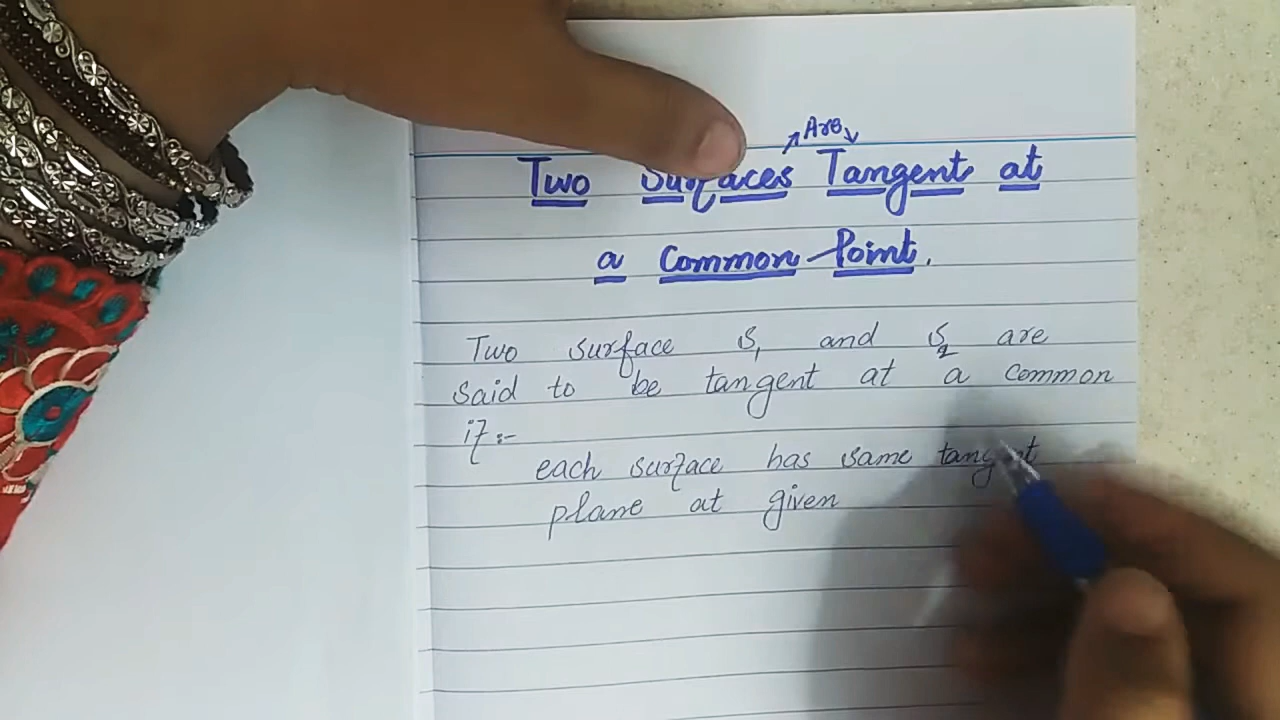 Are
Two Surfaces Tangent at
a Common Point.
Two surface S1 and S2 are
said to be tangent at a common
if:-
each surface has same tangent
plane at given